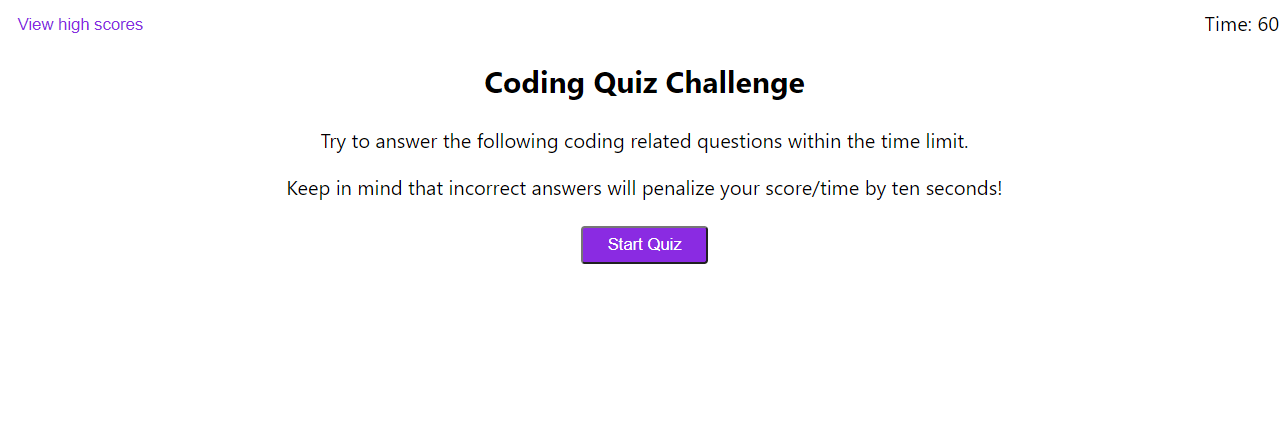 View high scores
Time: 60
Coding Quiz Challenge
Try to answer the following coding related questions within the time limit.
Keep in mind that incorrect answers will penalize your score/time by ten seconds!
Start Quiz